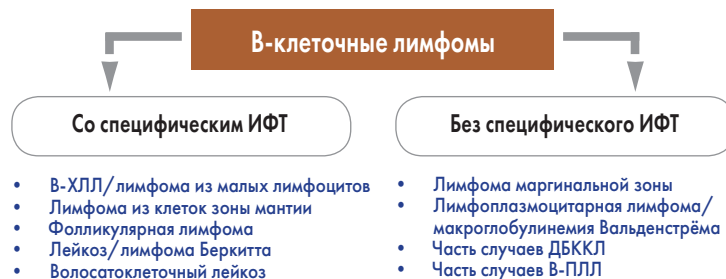 В-клеточные лимфомы
Со специфическим ИФТ
• В-ХЛЛ/лимфома из малых лимфоцитов
• Лимфома из клеток зоны мантии
• Фолликулярная лимфома
• Лейкоз/лимфома Беркитта
• Волосатоклеточный лейкоз
Без специфического ИФТ
• Лимфома маргинальной зоны
• Лимфоплазмоцитарная лимфома/
макроглобулинемия Вальденстрёма
• Часть случаев ДБККЛ
• Часть случаев В-ПЛЛ